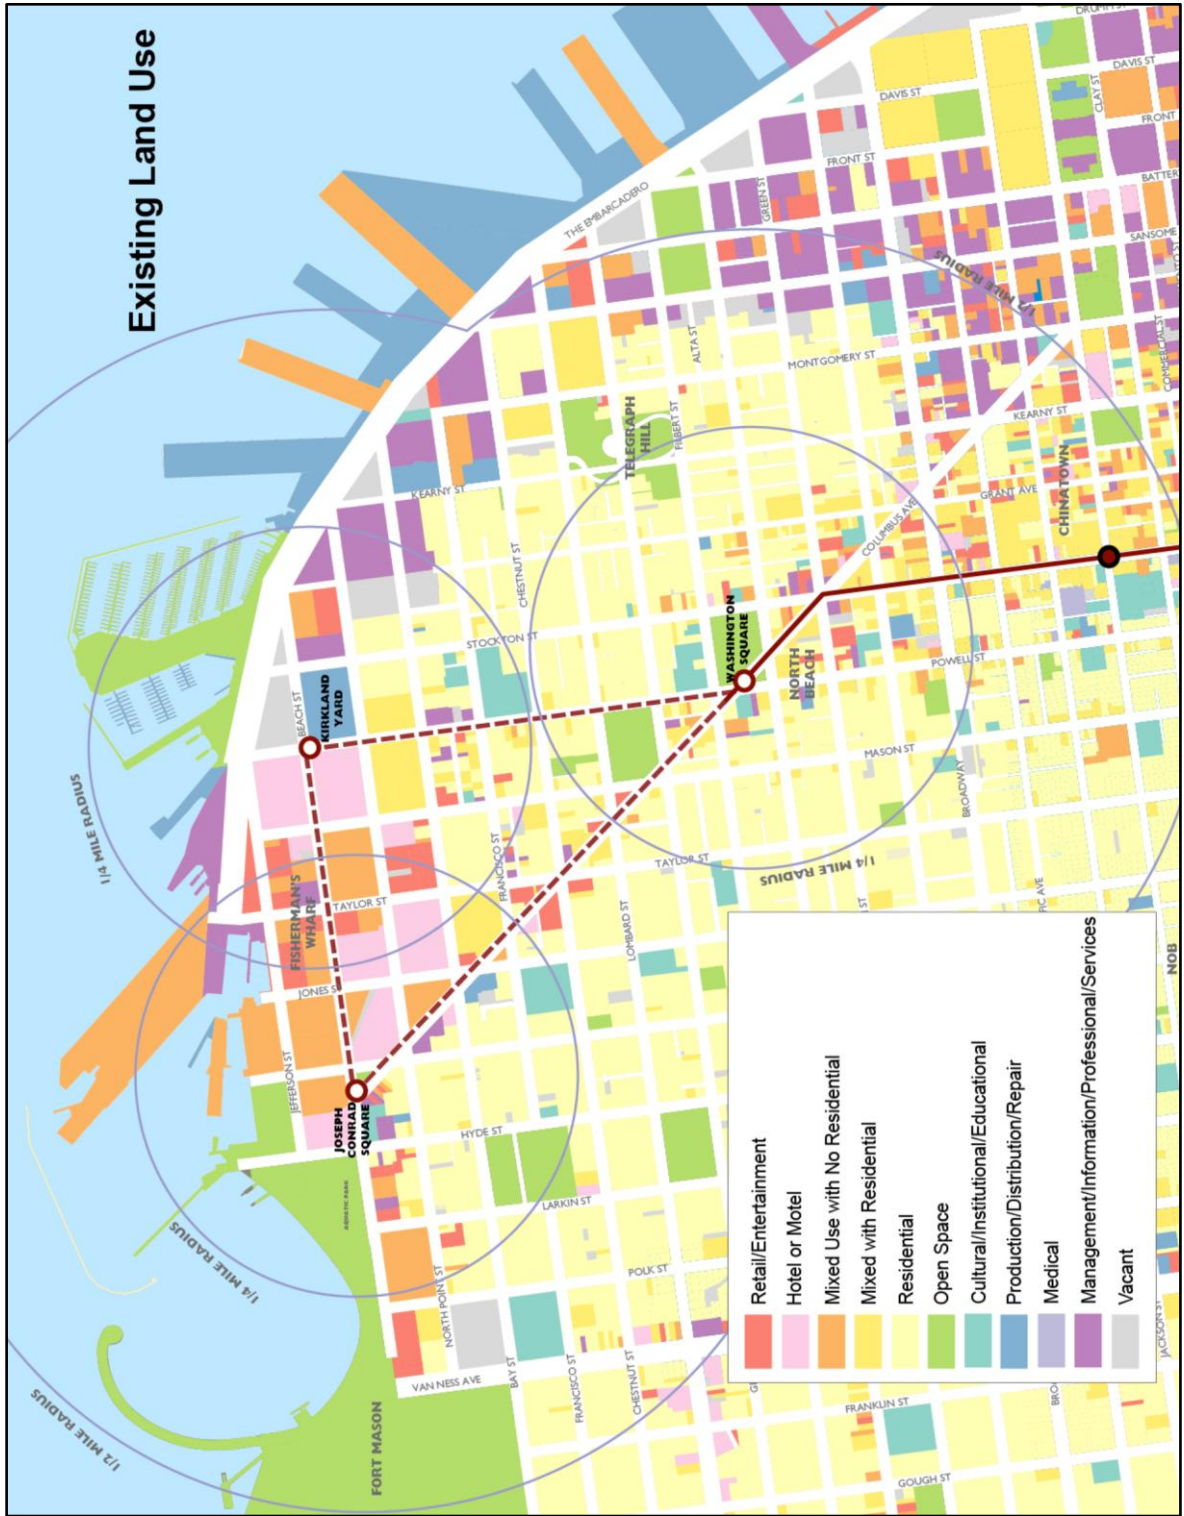 Existing Land Use
DRUMM ST
DAVIS ST
DAVIS ST
CLAY ST
FRONT
FRONT ST
BATTER
GREEN ST
THE EMBARCADERO
SANSOME
1/2 MILE RADIUS
ALTA ST
MONTGOMERY ST
COMMERCIAL ST
KEARNY ST
TELEGRAPH
HILL
FILBERT ST
KEARNY ST
GRANT AVE
CHINATOWN
COLUMBUS AVE
CHESTNUT ST
STOCKTON ST
WASHINGTON
SQUARE
NORTH
BEACH
POWELL ST
BEACH ST
KIRKLAND
YARD
MASON ST
BROADWAY
1/4 MILE RADIUS
TAYLOR ST
1/4 MILE RADIUS
FRANCISCO ST
FISHERMAN'S
WHARF
TAYLOR ST
LOMBARD ST
JONES S
NOB
JEFFERSON ST
JOSEPH
CONRAD
SQUARE
HYDE ST
AQUATIC PARK
LARKIN ST
1/4 MILE RADIUS
POLK ST
NORTH POINT ST
VAN NESS AVE
BAY ST
FRANCISCO ST
CHESTNUT ST
1/2 MILE RADIUS
FORT MASON
FRANKLIN ST
GOUGH ST
JACKSON ST
Retail/Entertainment
Hotel or Motel
Mixed Use with No Residential
Mixed with Residential
Residential
Open Space
Cultural/Institutional/Educational
Production/Distribution/Repair
Medical
Management/Information/Professional/Services
Vacant